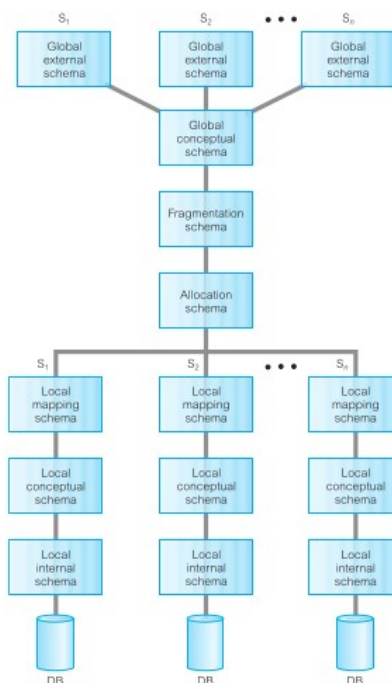 S1 S2 • • • Sn
Global external schema
Global external schema
Global external schema
Global
conceptual
schema
Fragmentation
schema
Allocation
schema
S1 S2 • • • Sn
Local
mapping
schema
Local
mapping
schema
Local
mapping
schema
Local
conceptual
schema
Local
conceptual
schema
Local
conceptual
schema
Local
internal
schema
Local
internal
schema
Local
internal
schema
DB DB DB